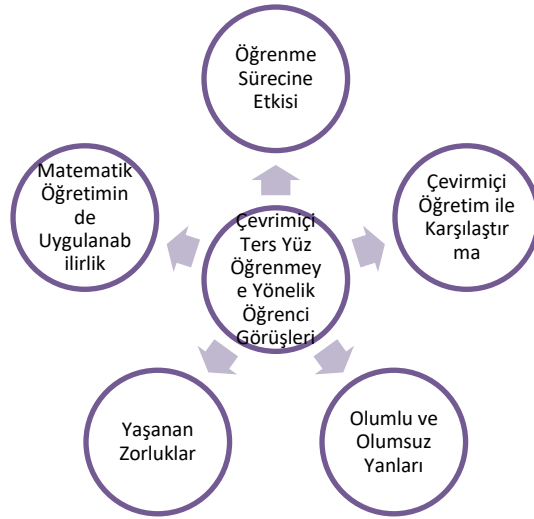 Öğrenme
Sürecine
Etkisi
Matematik
Öğretimin
de
Uygulanab
ilirlik
Çevrimiçi
Ters Yüz
Öğrenmey
e Yönelik
Öğrenci
Görüşleri
Çevirmiçi
Öğretim ile
Karşılaştır
ma
Yaşanan
Zorluklar
Olumlu ve
Olumsuz
Yanları